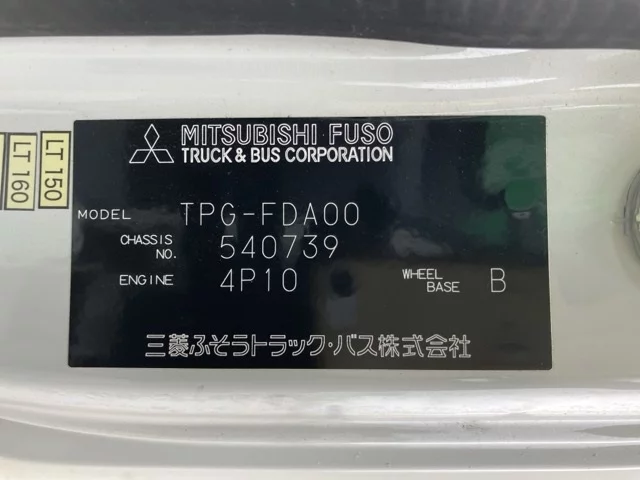 MITSUBISHI FUSO
TRUCK & BUS CORPORATION
LT 150
LT 160
MODEL TPG-FDA00
CHASSIS NO. 540739
ENGINE 4P10 WHEEL BASE B
三菱ふそうトラック・バス株式会社